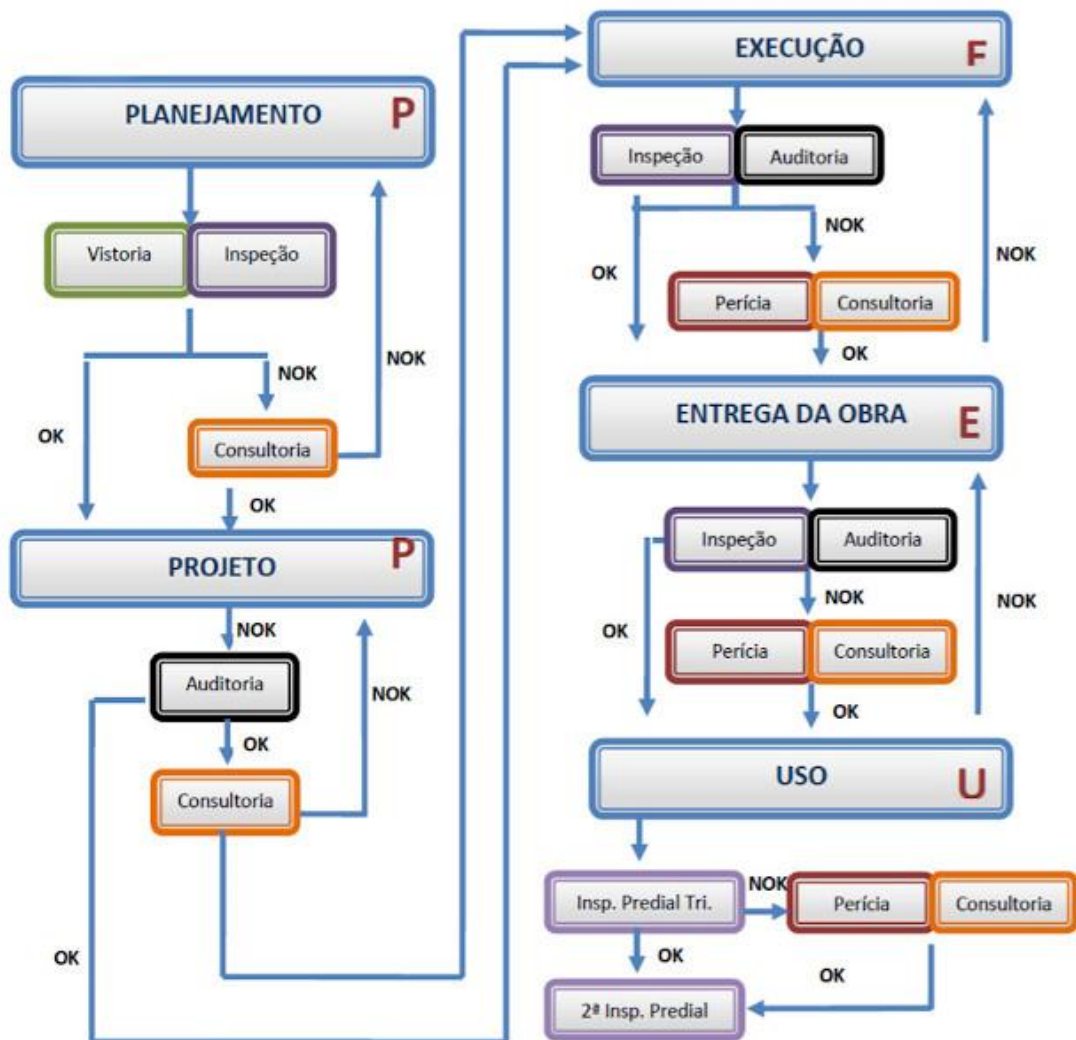 PLANEJAMENTO P
Vistoria Inspeção
NOK
NOK
OK
Consultoria
OK
PROJETO P
NOK
Auditoria
NOK
OK
Consultoria
OK
EXECUÇÃO F
Inspeção Auditoria
NOK
NOK
OK
Perícia Consultoria
OK
ENTREGA DA OBRA E
Inspeção Auditoria
NOK
NOK
OK
Perícia Consultoria
OK
USO U
NOK
Insp. Predial Tri. Perícia Consultoria
OK
OK
2ª Insp. Predial